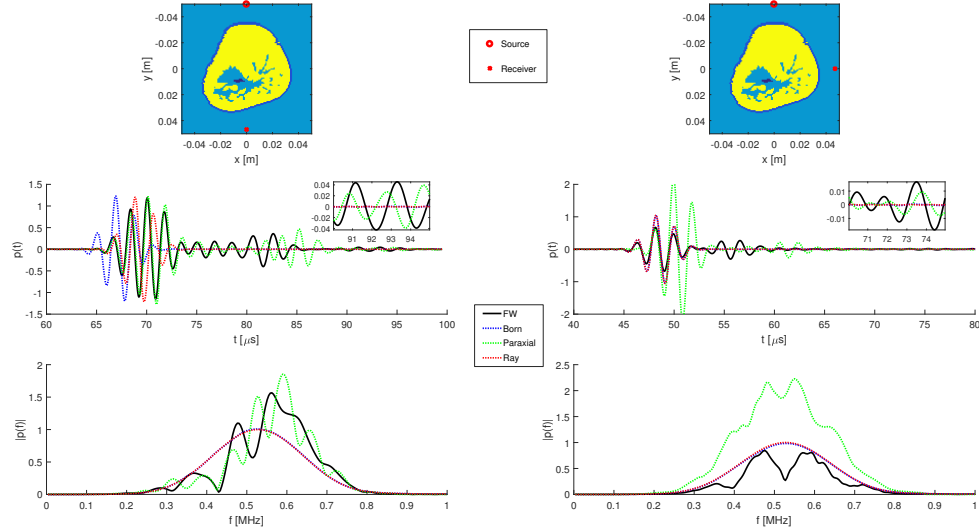 -0.04
-0.02
0
0.02
0.04
y [m]
-0.04 -0.02 0 0.02 0.04
x [m]
Source
Receiver
-0.04
-0.02
0
0.02
0.04
y [m]
-0.04 -0.02 0 0.02 0.04
x [m]
1.5
1
0.5
0
-0.5
-1
-1.5
p(t)
60 65 70 75 80 85 90 95 100
t [μs]
0.04
0.02
0
-0.02
-0.04
91 92 93 94
2
1
0
-1
-2
p(t)
40 45 50 55 60 65 70 75 80
t [μs]
0.01
0
-0.01
71 72 73 74
FW
Born
Paraxial
Ray
2
1.5
1
0.5
0
|p(f)|
0 0.1 0.2 0.3 0.4 0.5 0.6 0.7 0.8 0.9 1
f [MHz]
2.5
2
1.5
1
0.5
0
|p(f)|
0 0.1 0.2 0.3 0.4 0.5 0.6 0.7 0.8 0.9 1
f [MHz]